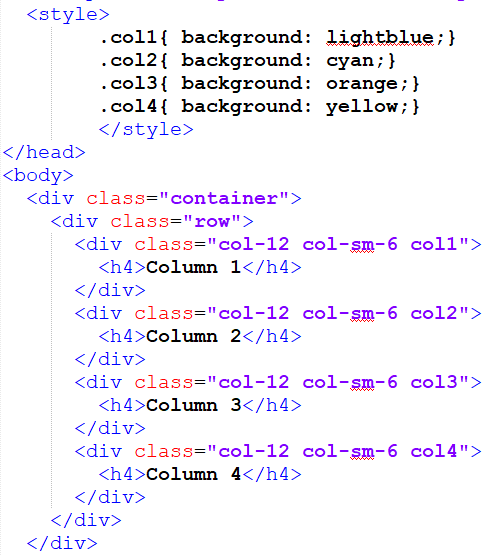 <style>
.col1{ background: lightblue;}
.col2{ background: cyan;}
.col3{ background: orange;}
.col4{ background: yellow;}
</style>
</head>
<body>
<div class="container">
<div class="row">
<div class="col-12 col-sm-6 col1">
<h4>Column 1</h4>
</div>
<div class="col-12 col-sm-6 col2">
<h4>Column 2</h4>
</div>
<div class="col-12 col-sm-6 col3">
<h4>Column 3</h4>
</div>
<div class="col-12 col-sm-6 col4">
<h4>Column 4</h4>
</div>
</div>
</div>